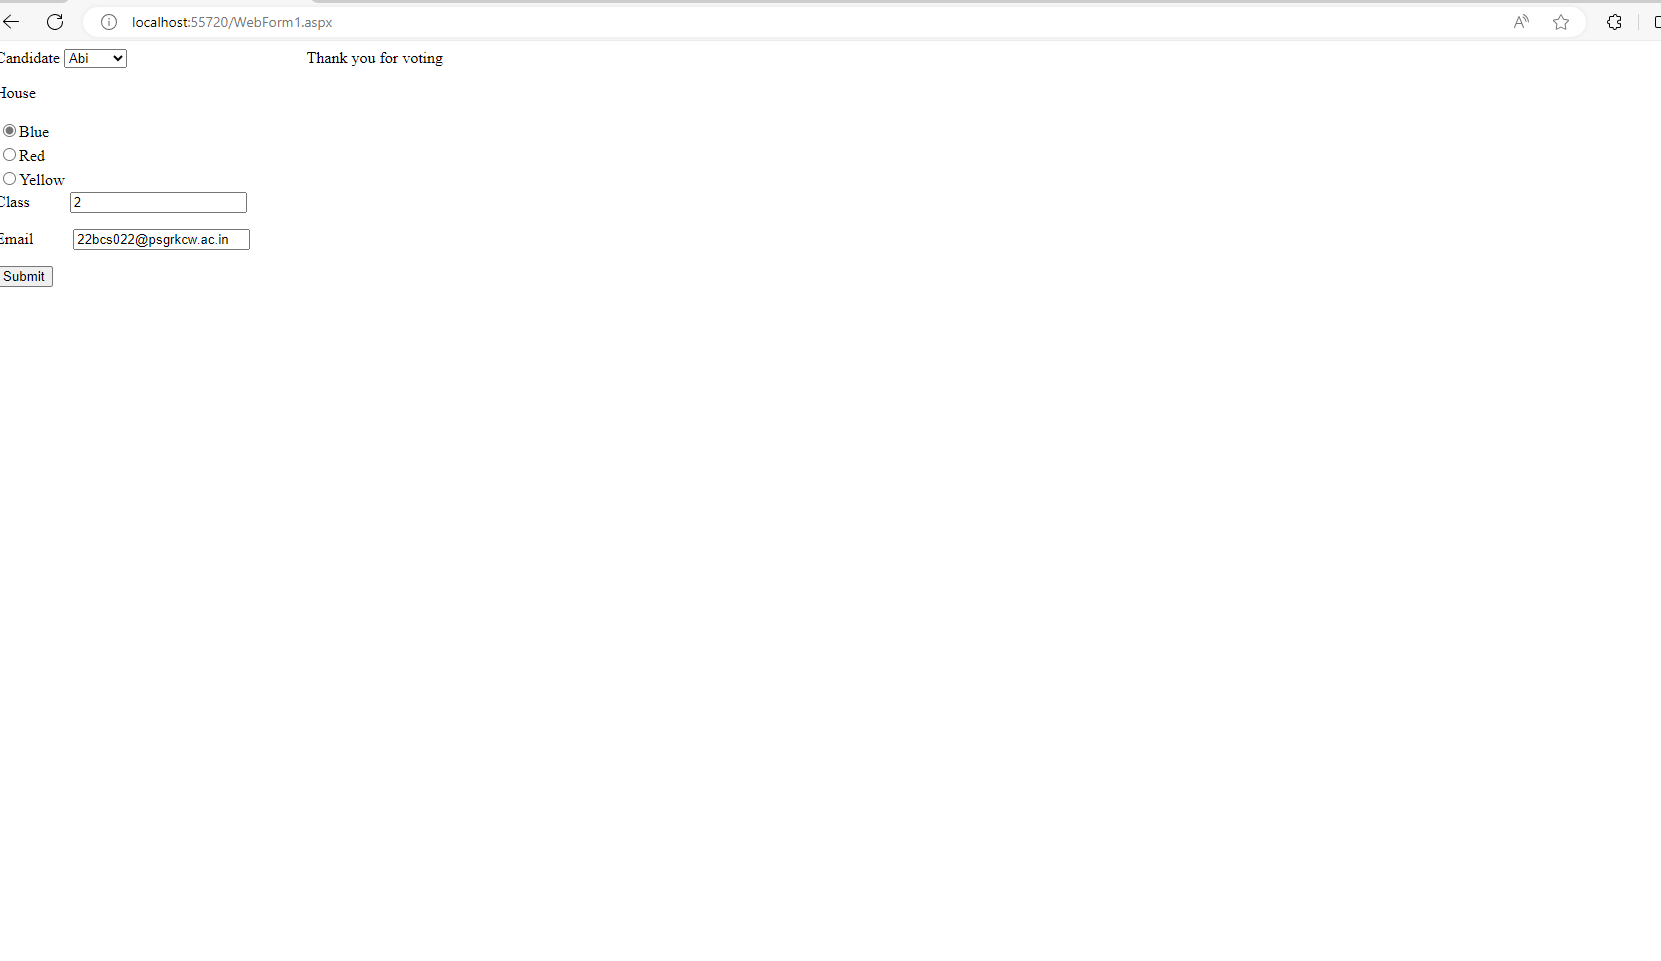 localhost:55720/WebForm1.aspx
Candidate Abi Thank you for voting
House
Blue
Red
Yellow
Class 2
Email 22bcs022@psgrkcw.ac.in
Submit